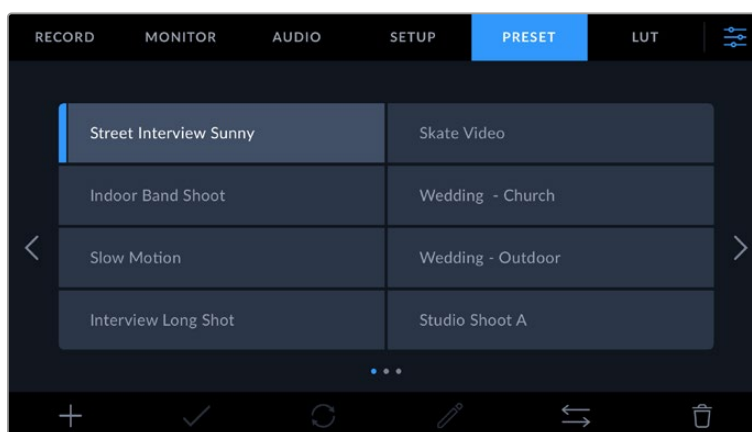 RECORD MONITOR AUDIO SETUP PRESET LUT
Street Interview Sunny
Skate Video
Indoor Band Shoot
Wedding - Church
Slow Motion
Wedding - Outdoor
Interview Long Shot
Studio Shoot A